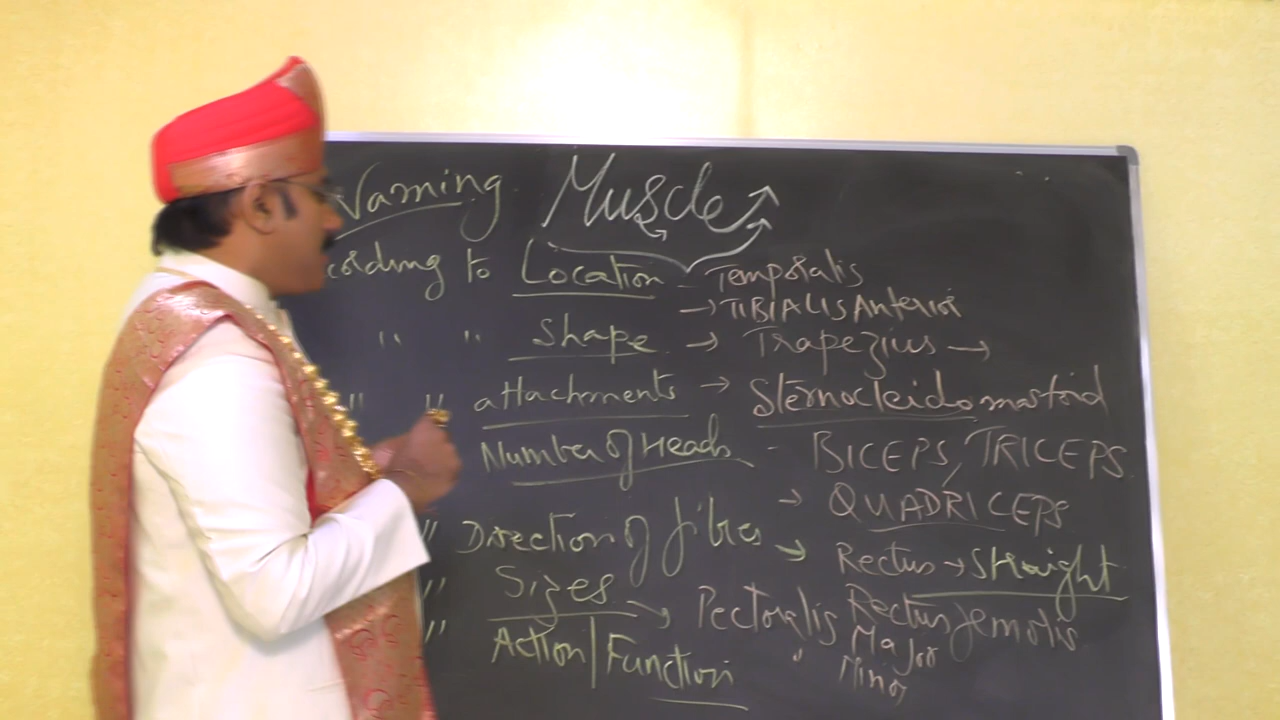 Naming Muscle
cording to Location - Temporalis
→ TIBIALIS Anterior
" " Shape → Trapezius →
" " attachments → Sternocleidomastoid
Number of Heads - BICEPS, TRICEPS
→ QUADRICEPS
" Direction of fibres → Rectus → Straight
Rectus femoris
" Sizes → Pectoralis Major
" Minor
" Action/Function